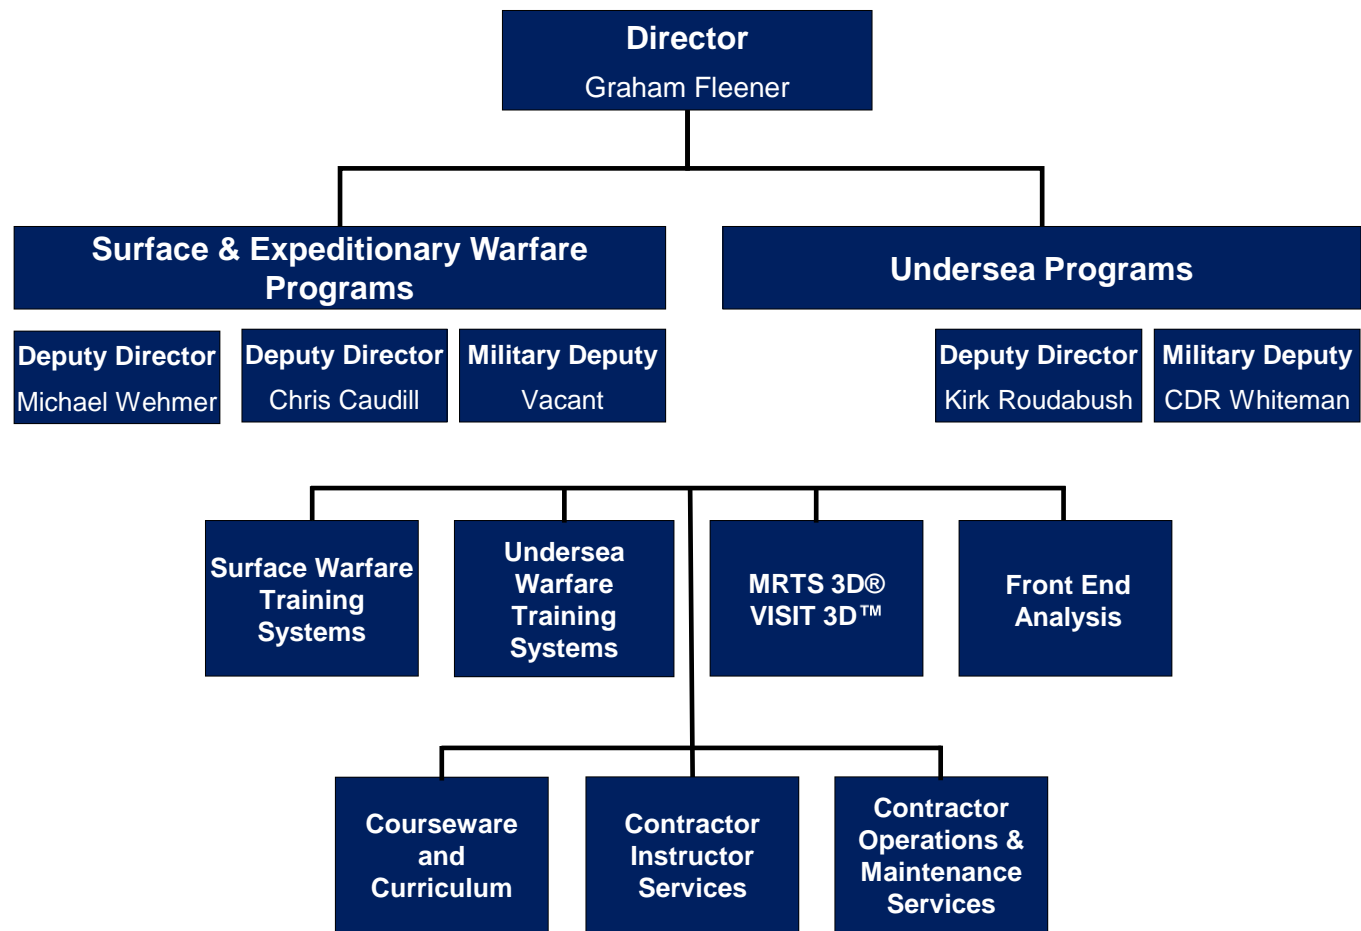 Director
Graham Fleener
Surface & Expeditionary Warfare
Programs
Undersea Programs
Deputy Director
Michael Wehmer
Deputy Director
Chris Caudill
Military Deputy
Vacant
Deputy Director
Kirk Roudabush
Military Deputy
CDR Whiteman
Surface Warfare
Training
Systems
Undersea
Warfare
Training
Systems
MRTS 3D®
VISIT 3D™
Front End
Analysis
Courseware
and
Curriculum
Contractor
Instructor
Services
Contractor
Operations &
Maintenance
Services